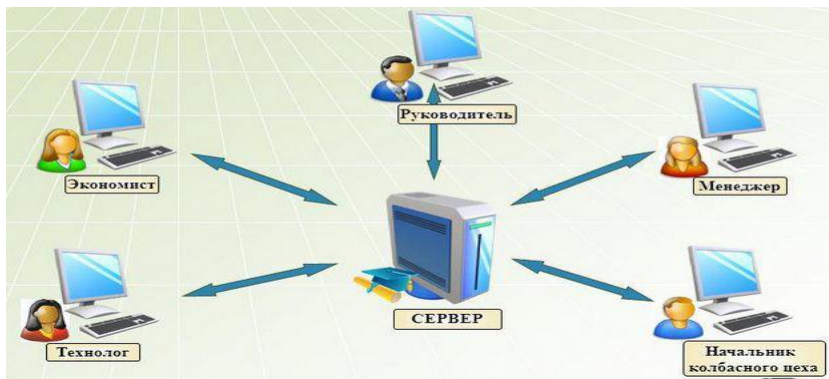 Руководитель
Экономист
Менеджер
СЕРВЕР
Технолог
Начальник
колбасного цеха